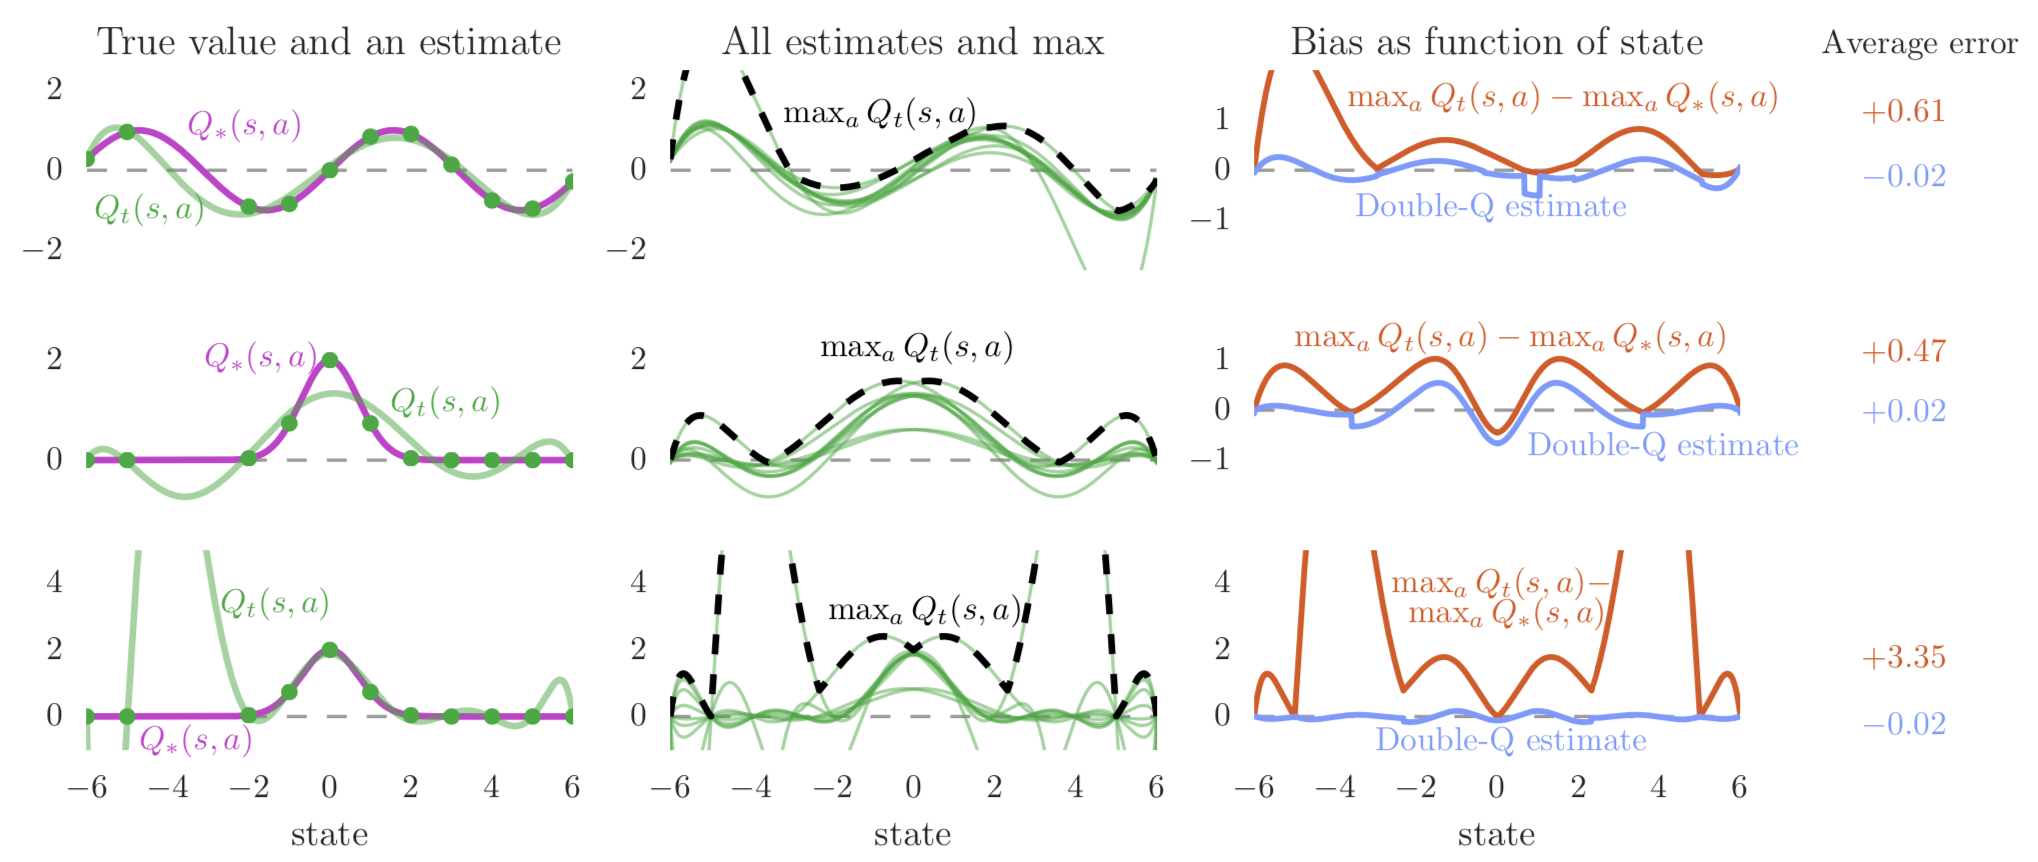 True value and an estimate
All estimates and max
Bias as function of state
Average error
2
0
−2
Q∗(s, a)
Qt(s, a)
2
0
−2
maxa Qt(s, a)
1
0
−1
maxa Qt(s, a) − maxa Q∗(s, a)
Double-Q estimate
+0.61
−0.02
2
0
Q∗(s, a)
Qt(s, a)
2
0
maxa Qt(s, a)
1
0
−1
maxa Qt(s, a) − maxa Q∗(s, a)
Double-Q estimate
+0.47
+0.02
4
2
0
Qt(s, a)
Q∗(s, a)
−6 −4 −2 0 2 4 6
state
4
2
0
maxa Qt(s, a)
−6 −4 −2 0 2 4 6
state
4
2
0
maxa Qt(s, a)−
maxa Q∗(s, a)
Double-Q estimate
−6 −4 −2 0 2 4 6
state
+3.35
−0.02